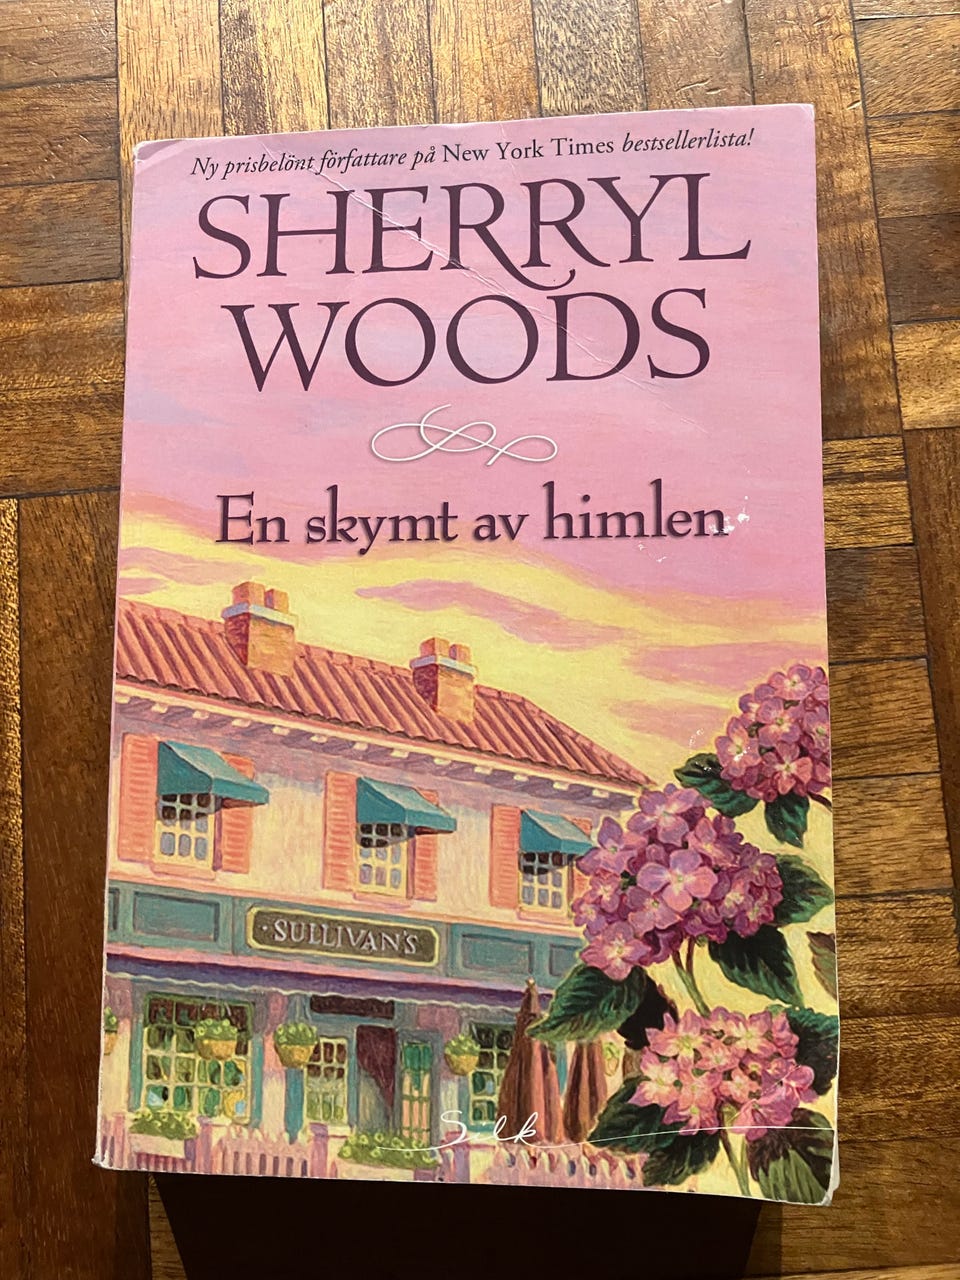 Ny prisbelönt författare på New York Times bestsellerlista!
SHERRYL
WOODS
En skymt av himlen
·SULLIVAN'S
Silk